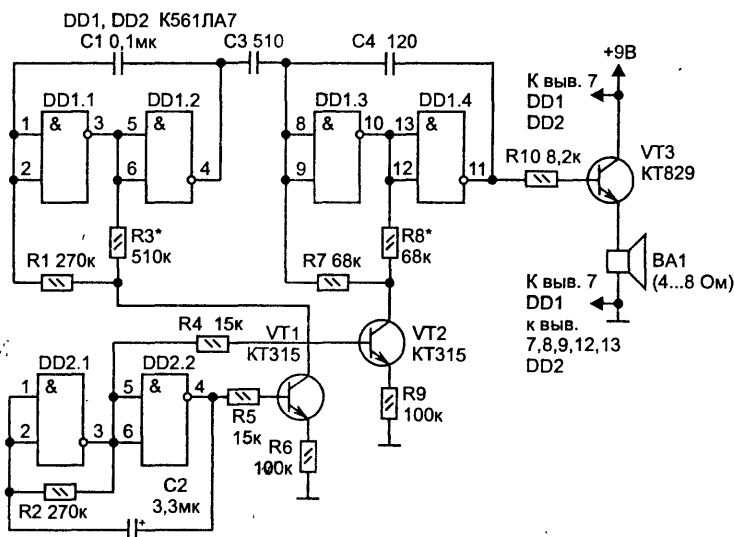 DD1, DD2 К561ЛА7
C1 0,1мк
C3 510
C4 120
+9В
К выв. 7
DD1
DD2
DD1.1
DD1.2
DD1.3
DD1.4
1
&
3
5
&
2
6
4
8
&
10
13
&
9
12
11
R10 8,2к
VT3
КТ829
R3*
510к
R8*
68к
R1 270к
R7 68к
BA1
(4...8 Ом)
К выв. 7
DD1
к выв.
7,8,9,12,13
DD2
R4 15к
VT1
КТ315
VT2
КТ315
DD2.1
DD2.2
1
&
5
&
4
2
3
6
R5
15к
R9
100к
R6
100к
R2 270к
C2
3,3мк
+